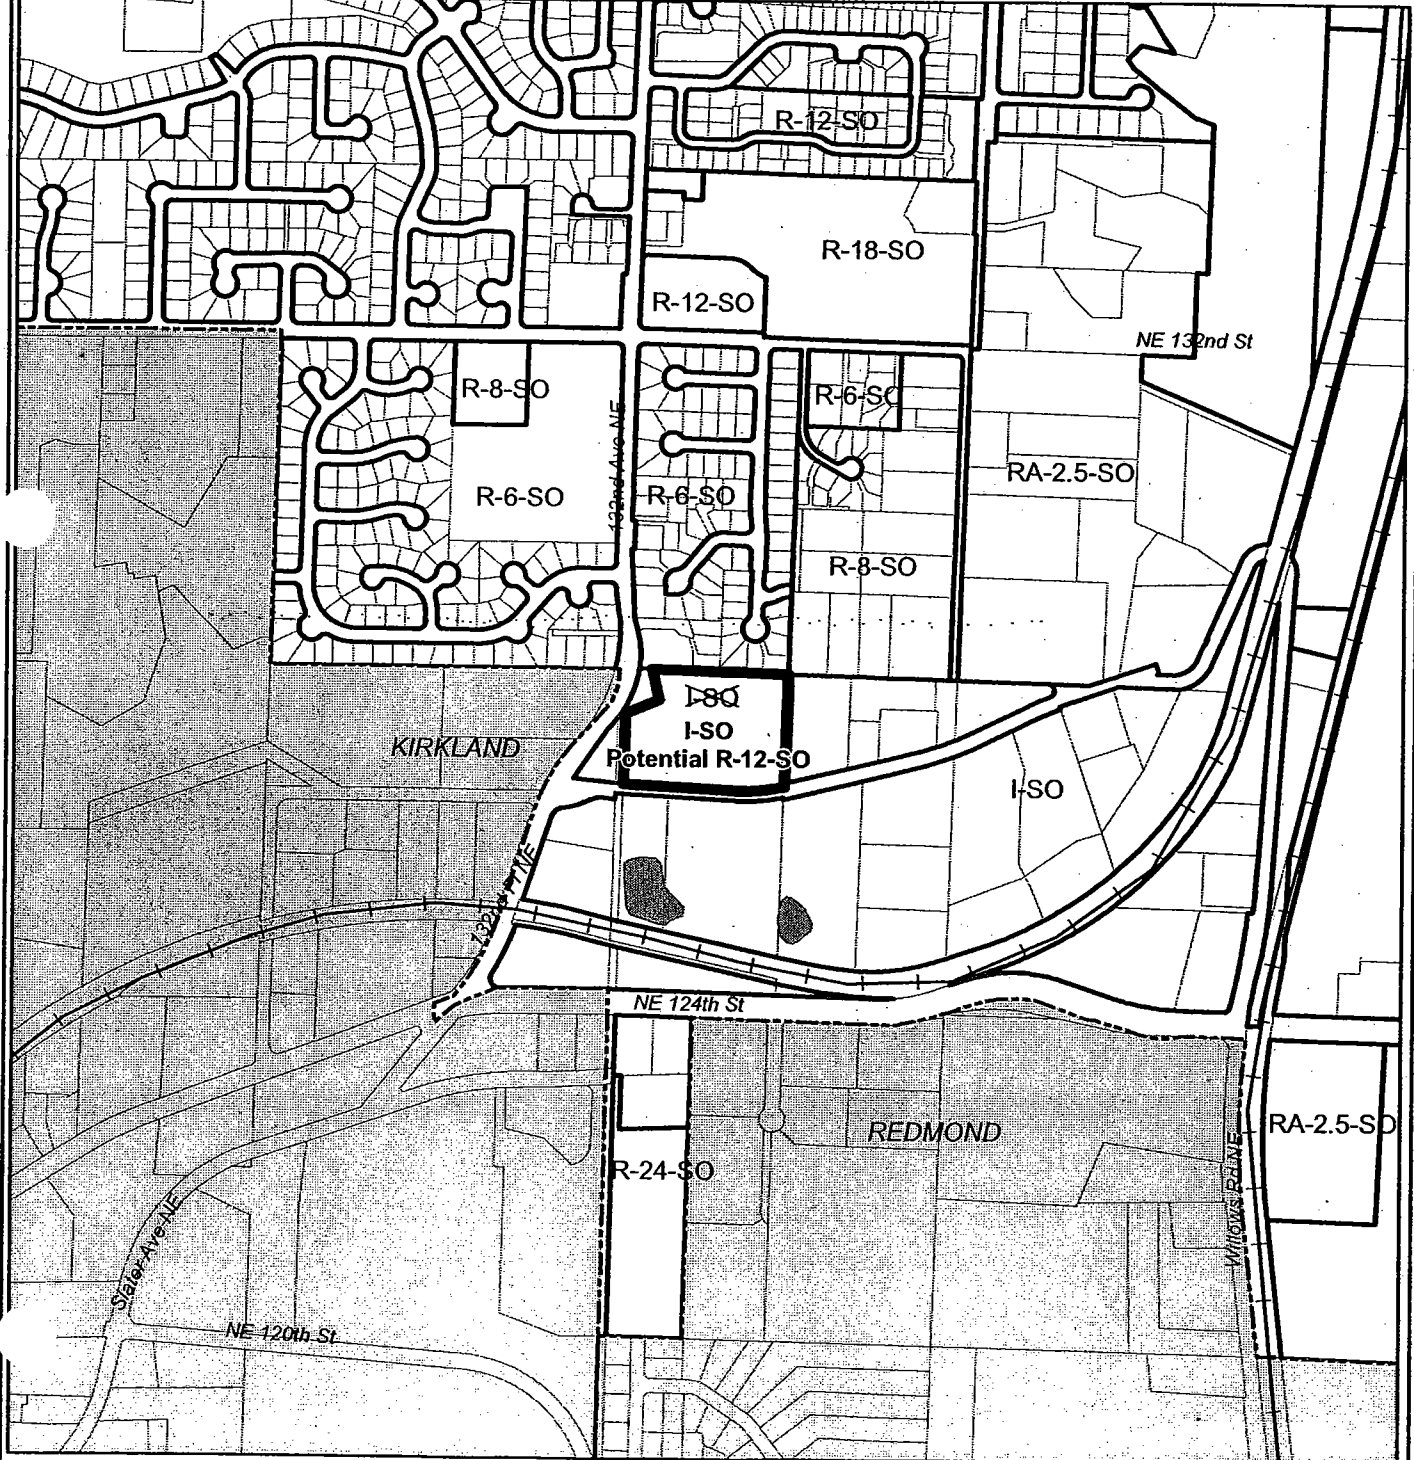 R-12-SO
R-18-SO
R-12-SO
NE 132nd St
R-8-SO
R-6-SO
132nd Ave NE
RA-2.5-SO
R-6-SO
R-6-SO
R-8-SO
I-SO
I-SO
Potential R-12-SO
KIRKLAND
I-SO
132nd Pl NE
NE 124th St
REDMOND
RA-2.5-SO
R-24-SO
Willows Rd NE
Slater Ave NE
NE 120th St